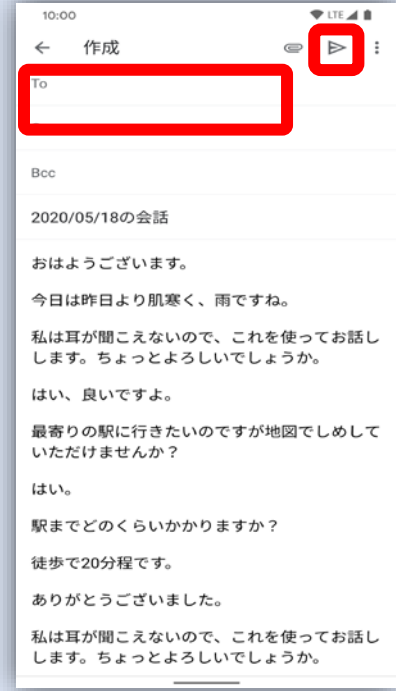 10:00 LTE
作成
To
Bcc
2020/05/18の会話
おはようございます。
今日は昨日より肌寒く、雨ですね。
私は耳が聞こえないので、これを使ってお話し
します。ちょっとよろしいでしょうか。
はい、良いですよ。
最寄りの駅に行きたいのですが地図でしめして
いただけませんか？
はい。
駅までどのくらいかかりますか？
徒歩で20分程です。
ありがとうございました。
私は耳が聞こえないので、これを使ってお話し
します。ちょっとよろしいでしょうか。